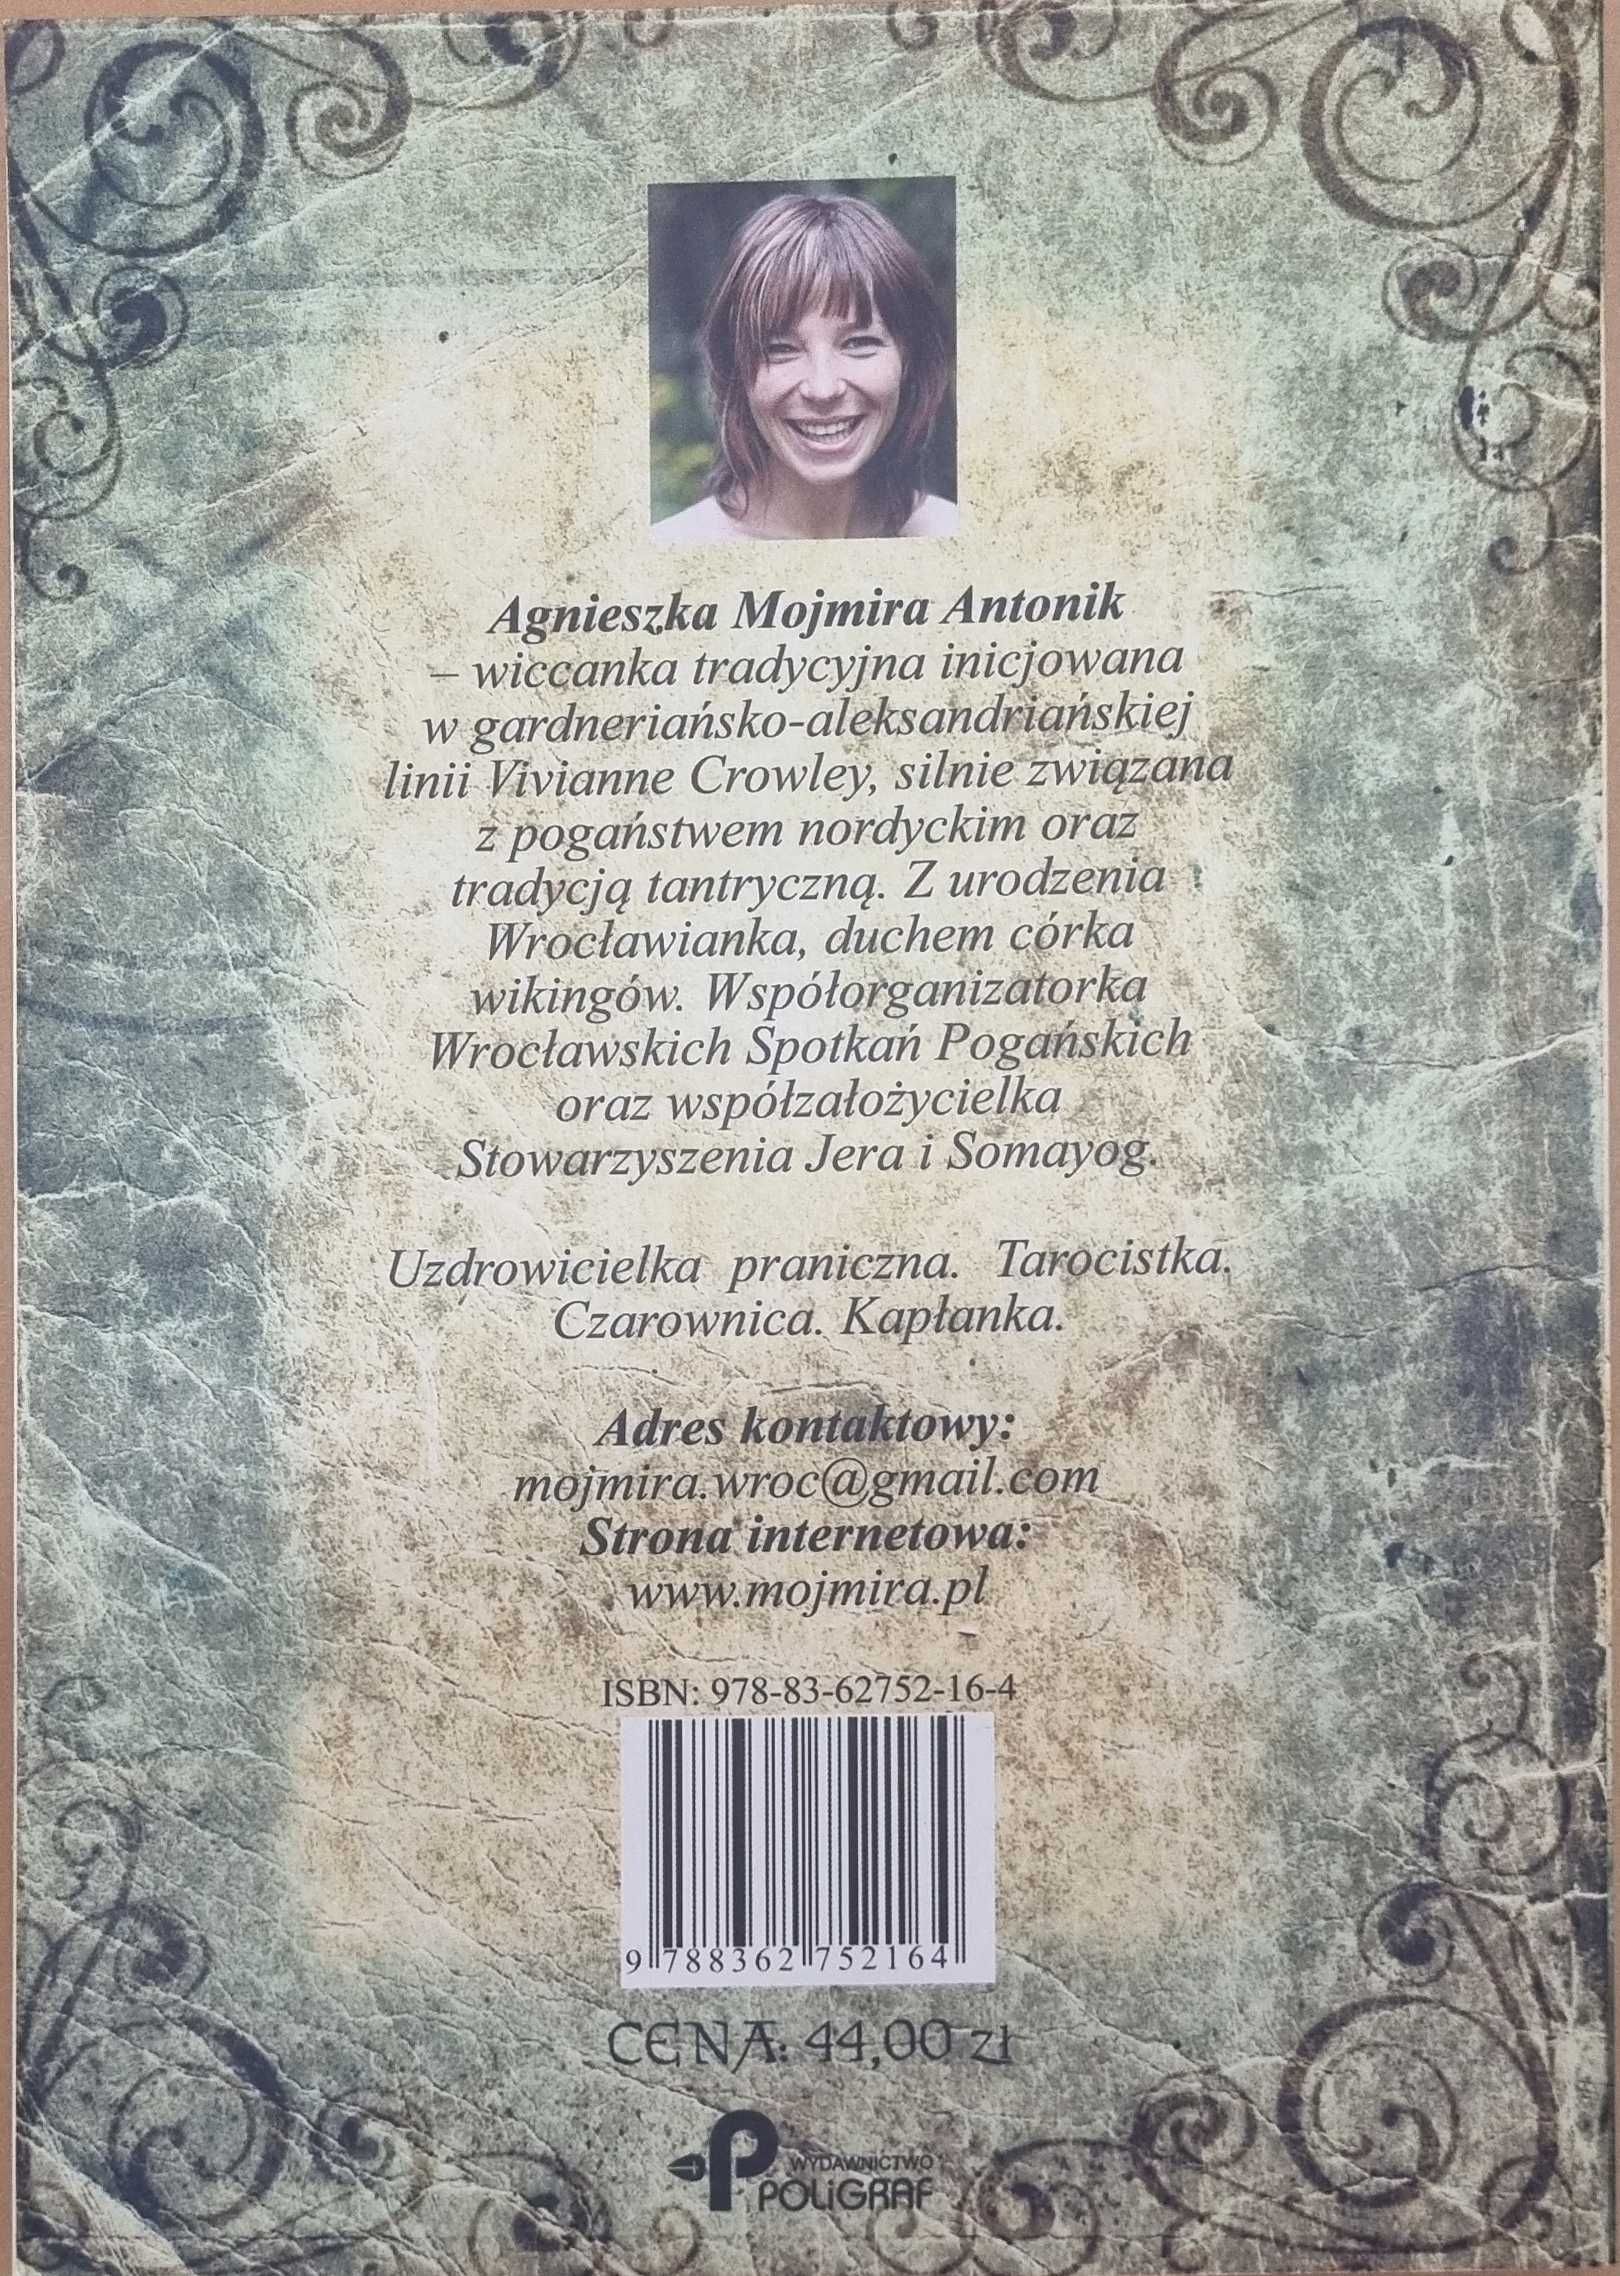 Agnieszka Mojmira Antonik
– wiccanka tradycyjna inicjowana
w gardneriańsko-aleksandriańskiej
linii Vivianne Crowley, silnie związana
z pogaństwem nordyckim oraz
tradycją tantryczną. Z urodzenia
Wrocławianka, duchem córka
wikingów. Współorganizatorka
Wrocławskich Spotkań Pogańskich
oraz współzałożycielka
Stowarzyszenia Jera i Somayog.
Uzdrowicielka praniczna. Tarocistka.
Czarownica. Kapłanka.
Adres kontaktowy:
mojmira.wroc@gmail.com
Strona internetowa:
www.mojmira.pl
ISBN: 978-83-62752-16-4
9 788362 752164
CENA: 44,00 zł
WYDAWNICTWO
POLiGRAF